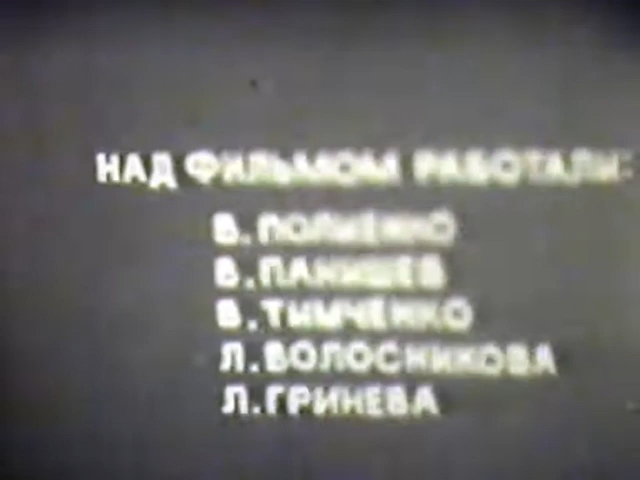 НАД ФИЛЬМОМ РАБОТАЛИ:
В.
В.ПАНИШЕВ
В.ТИМЧЕНКО
Л.ВОЛОСНИКОВА
Л.ГРИНЕВА